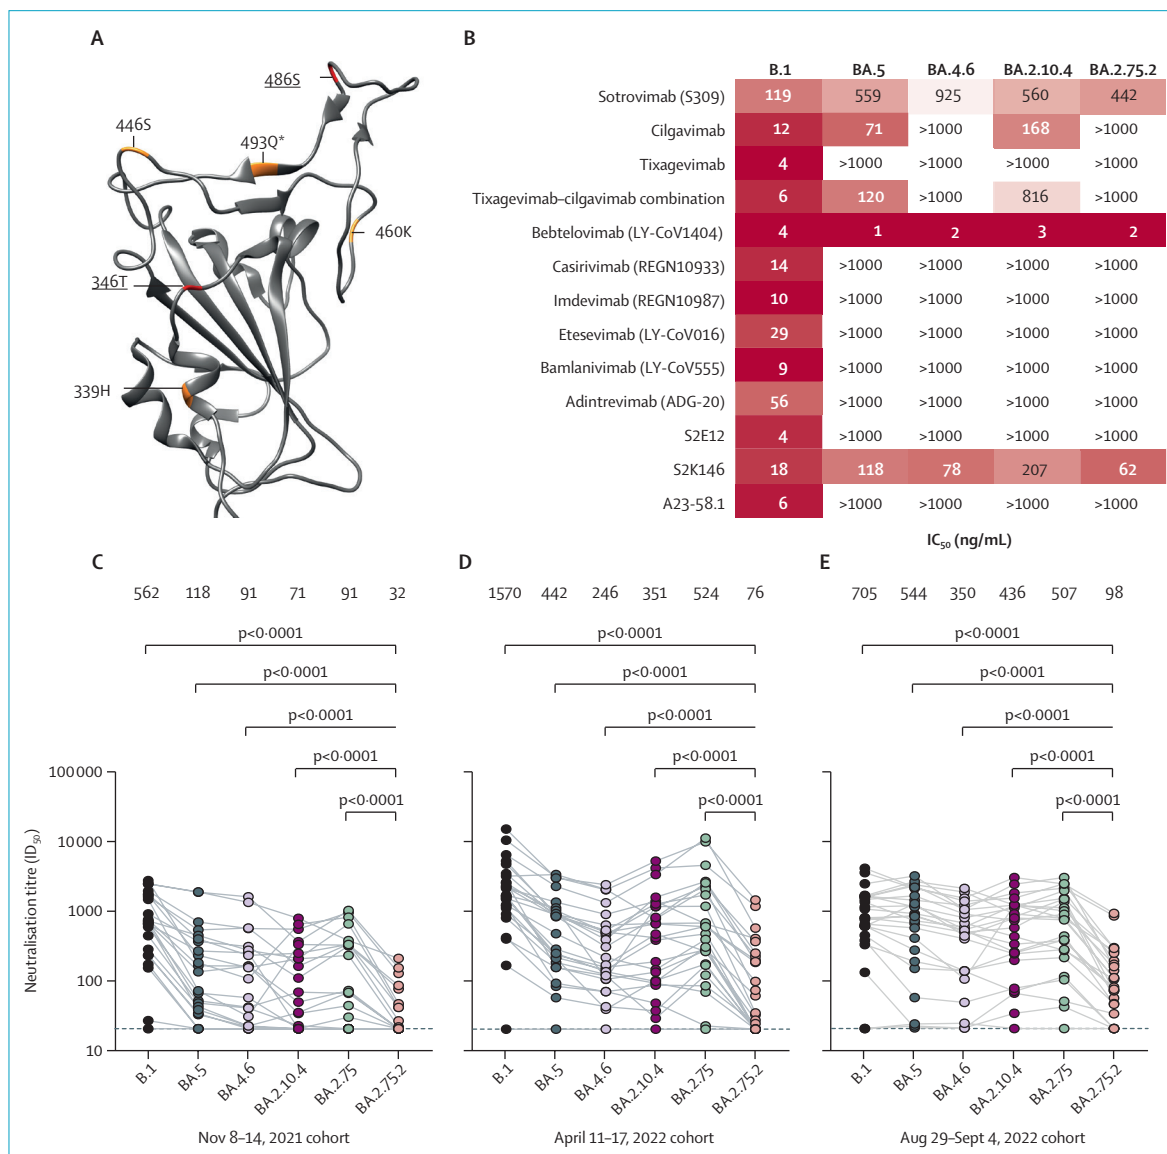 A
486S
446S
493Q*
460K
346T
339H
B
B.1 BA.5 BA.4.6 BA.2.10.4 BA.2.75.2
Sotrovimab (S309) 119 559 925 560 442
Cilgavimab 12 71 >1000 168 >1000
Tixagevimab 4 >1000 >1000 >1000 >1000
Tixagevimab–cilgavimab combination 6 120 >1000 816 >1000
Bebtelovimab (LY-CoV1404) 4 1 2 3 2
Casirivimab (REGN10933) 14 >1000 >1000 >1000 >1000
Imdevimab (REGN10987) 10 >1000 >1000 >1000 >1000
Etesevimab (LY-CoV016) 29 >1000 >1000 >1000 >1000
Bamlanivimab (LY-CoV555) 9 >1000 >1000 >1000 >1000
Adintrevimab (ADG-20) 56 >1000 >1000 >1000 >1000
S2E12 4 >1000 >1000 >1000 >1000
S2K146 18 118 78 207 62
A23-58.1 6 >1000 >1000 >1000 >1000
IC₅₀ (ng/mL)
C
562 118 91 71 91 32
p<0·0001
p<0·0001
p<0·0001
p<0·0001
p<0·0001
Neutralisation titre (ID₅₀)
100 000
10 000
1000
100
10
B.1 BA.5 BA.4.6 BA.2.10.4 BA.2.75 BA.2.75.2
Nov 8–14, 2021 cohort
D
1570 442 246 351 524 76
p<0·0001
p<0·0001
p<0·0001
p<0·0001
p<0·0001
B.1 BA.5 BA.4.6 BA.2.10.4 BA.2.75 BA.2.75.2
April 11–17, 2022 cohort
E
705 544 350 436 507 98
p<0·0001
p<0·0001
p<0·0001
p<0·0001
p<0·0001
B.1 BA.5 BA.4.6 BA.2.10.4 BA.2.75 BA.2.75.2
Aug 29–Sept 4, 2022 cohort